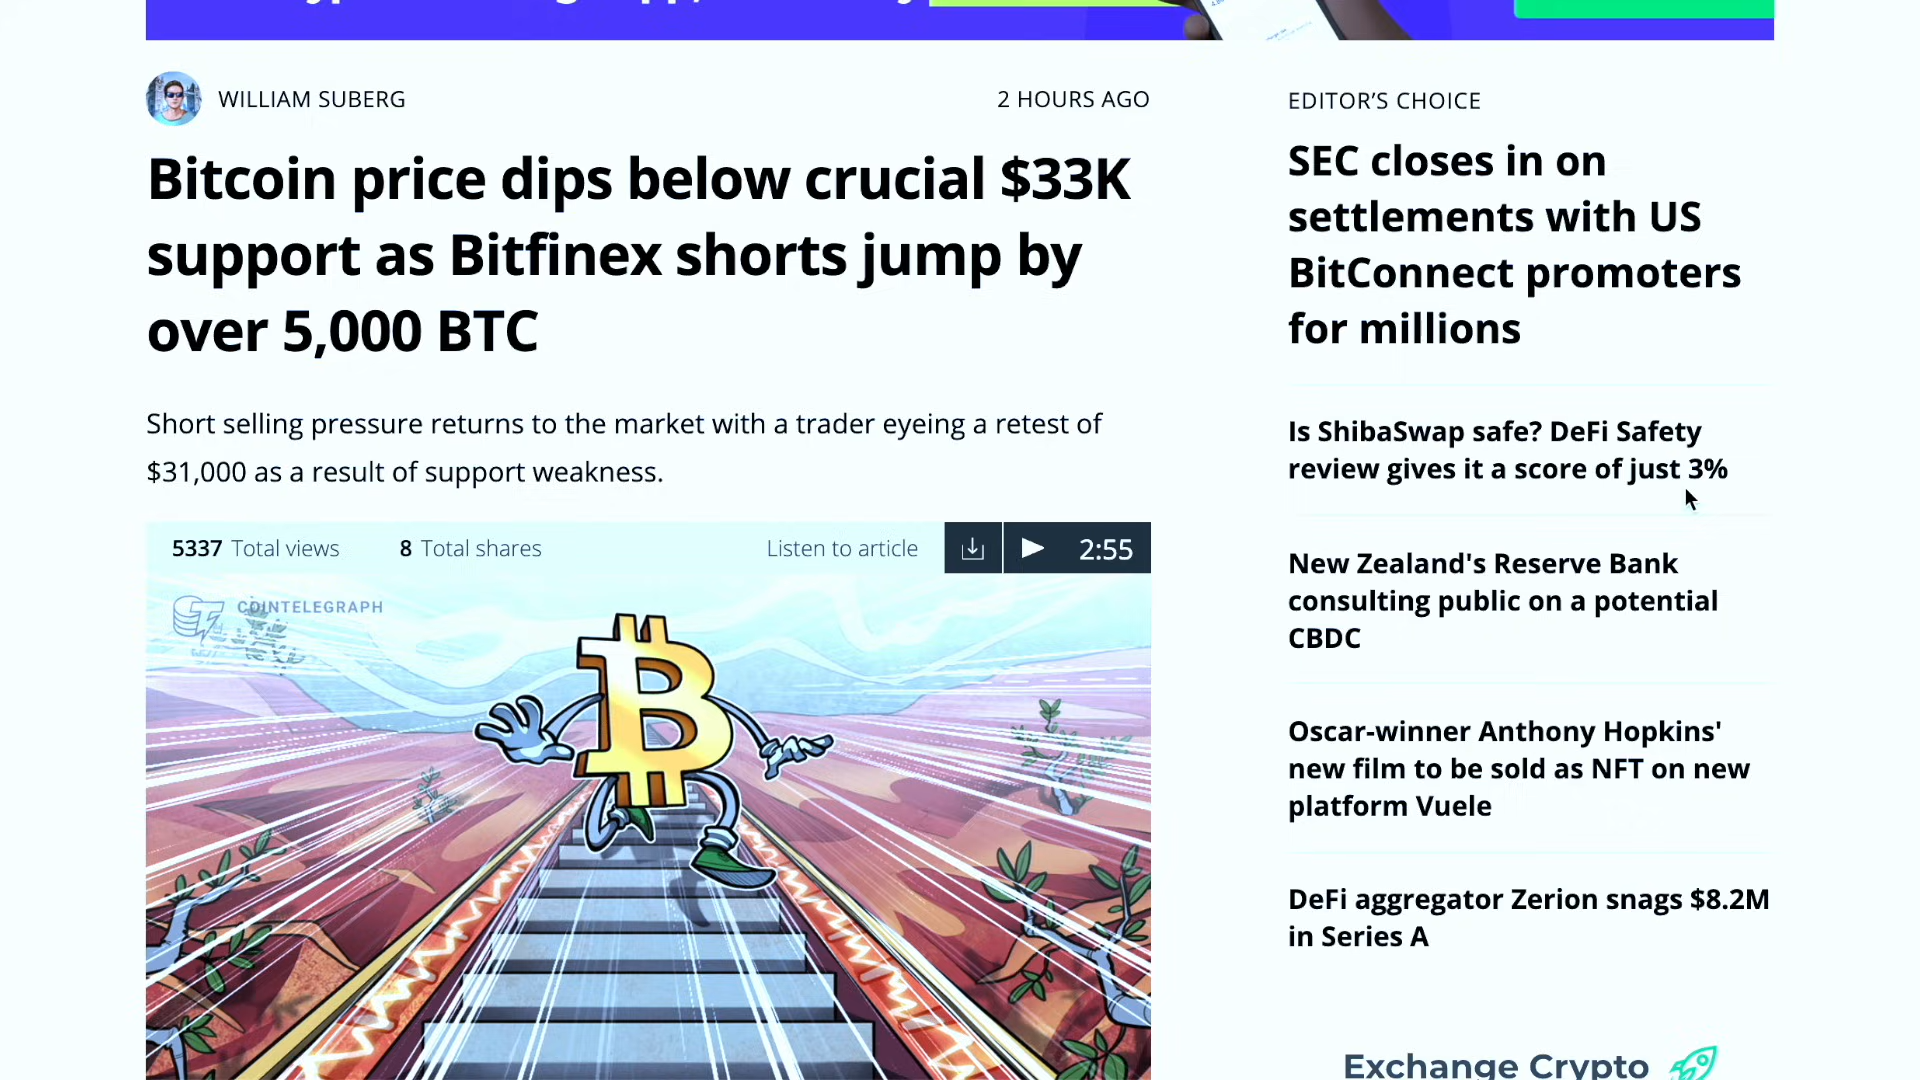 WILLIAM SUBERG
2 HOURS AGO
Bitcoin price dips below crucial $33K
support as Bitfinex shorts jump by
over 5,000 BTC
Short selling pressure returns to the market with a trader eyeing a retest of
$31,000 as a result of support weakness.
5337 Total views
8 Total shares
Listen to article
2:55
COINTELEGRAPH
EDITOR'S CHOICE
SEC closes in on
settlements with US
BitConnect promoters
for millions
Is ShibaSwap safe? DeFi Safety
review gives it a score of just 3%
New Zealand's Reserve Bank
consulting public on a potential
CBDC
Oscar-winner Anthony Hopkins'
new film to be sold as NFT on new
platform Vuele
DeFi aggregator Zerion snags $8.2M
in Series A
Exchange Crypto